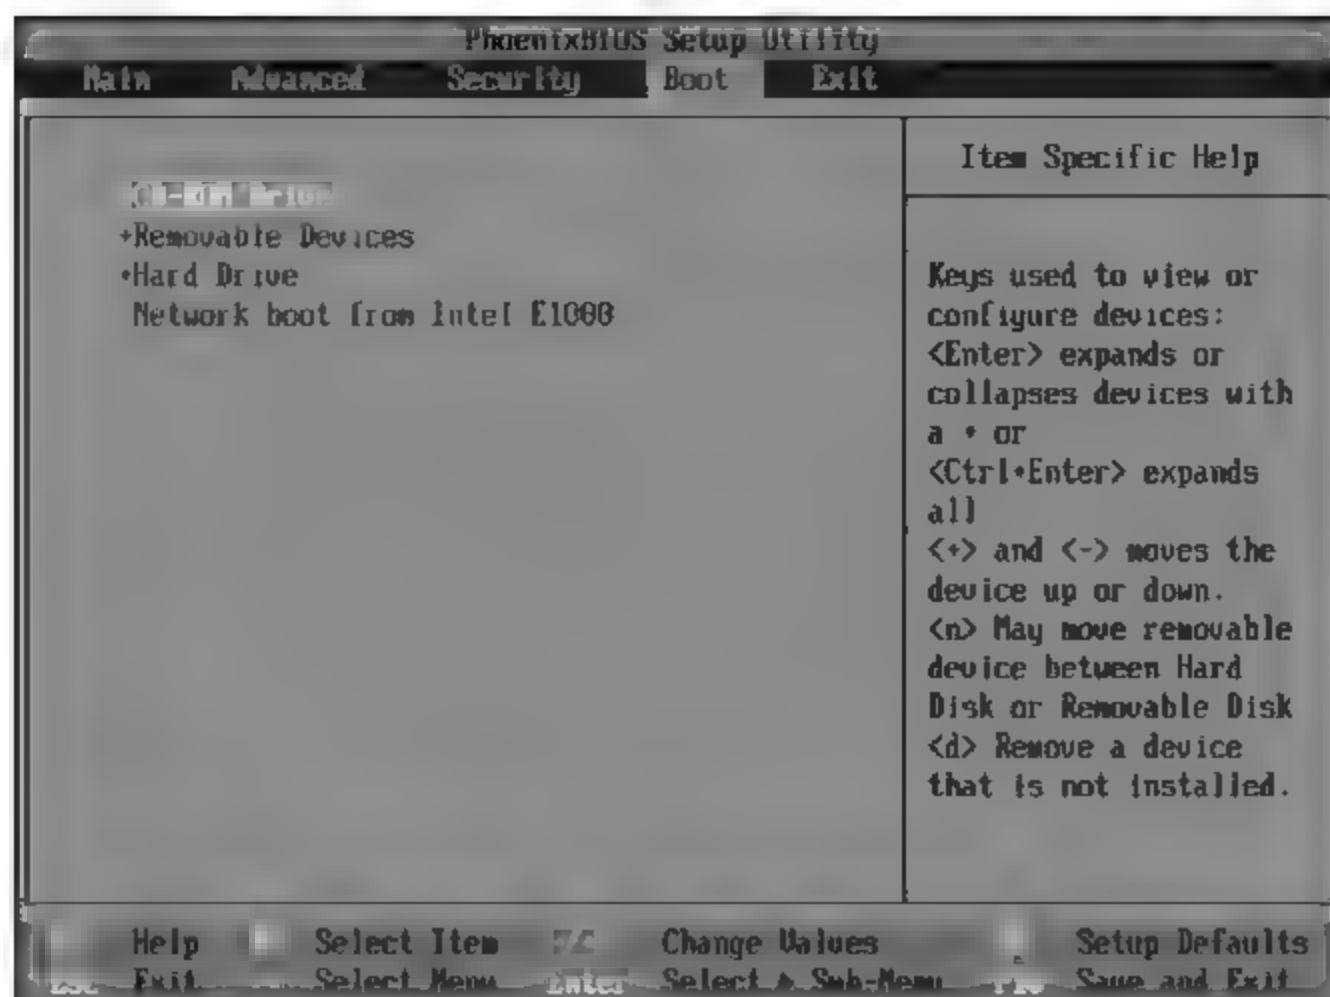 PhoenixBIOS Setup Utility
Main Advanced Security Boot Exit
Item Specific Help
+Removable Devices
+Hard Drive
Network boot from Intel E1000
Keys used to view or
configure devices:
<Enter> expands or
collapses devices with
a + or
<Ctrl+Enter> expands
all
<+> and <-> moves the
device up or down.
<n> May move removable
device between Hard
Disk or Removable Disk
<d> Remove a device
that is not installed.
Help Select Item Change Values Setup Defaults
Exit Select Menu Enter Select ▶ Sub-Menu Save and Exit